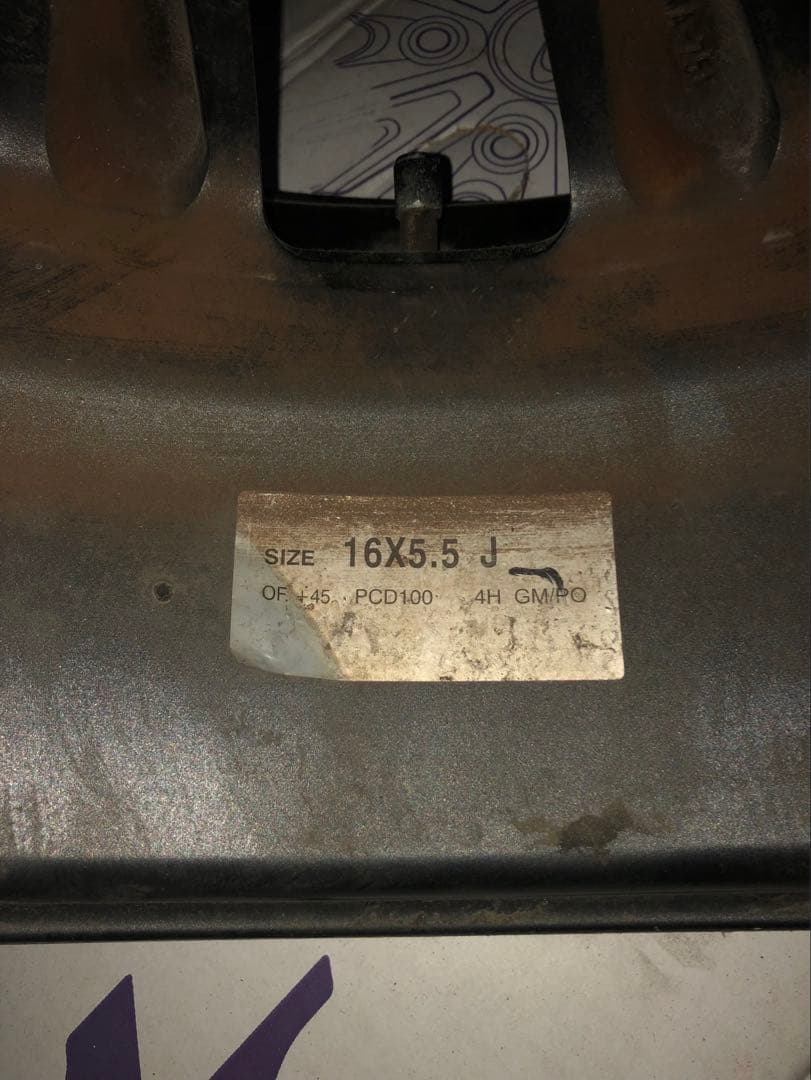 SIZE 16X5.5 J
OF. +45 PCD100 4H GM/PO